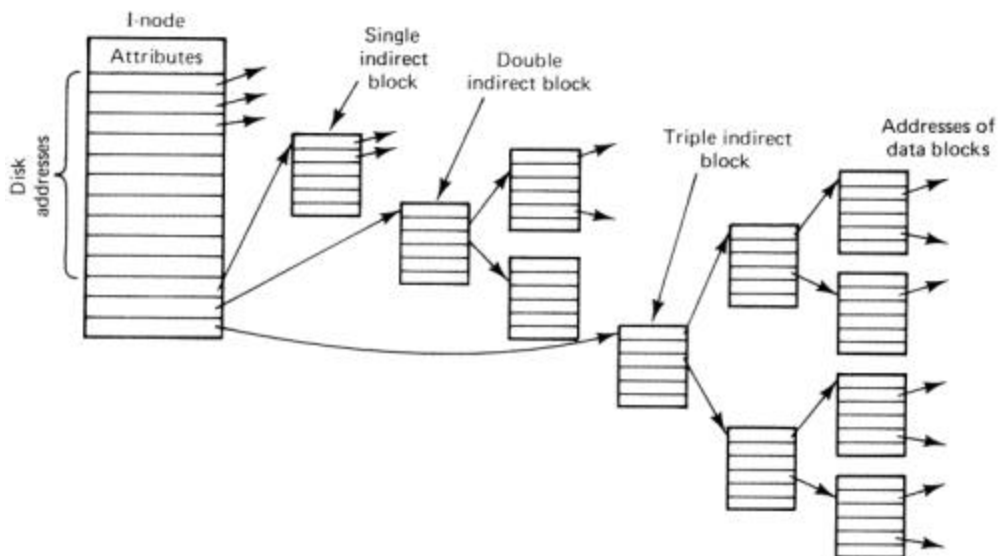 I-node
Attributes
Disk
addresses
Single
indirect
block
Double
indirect block
Triple indirect
block
Addresses of
data blocks